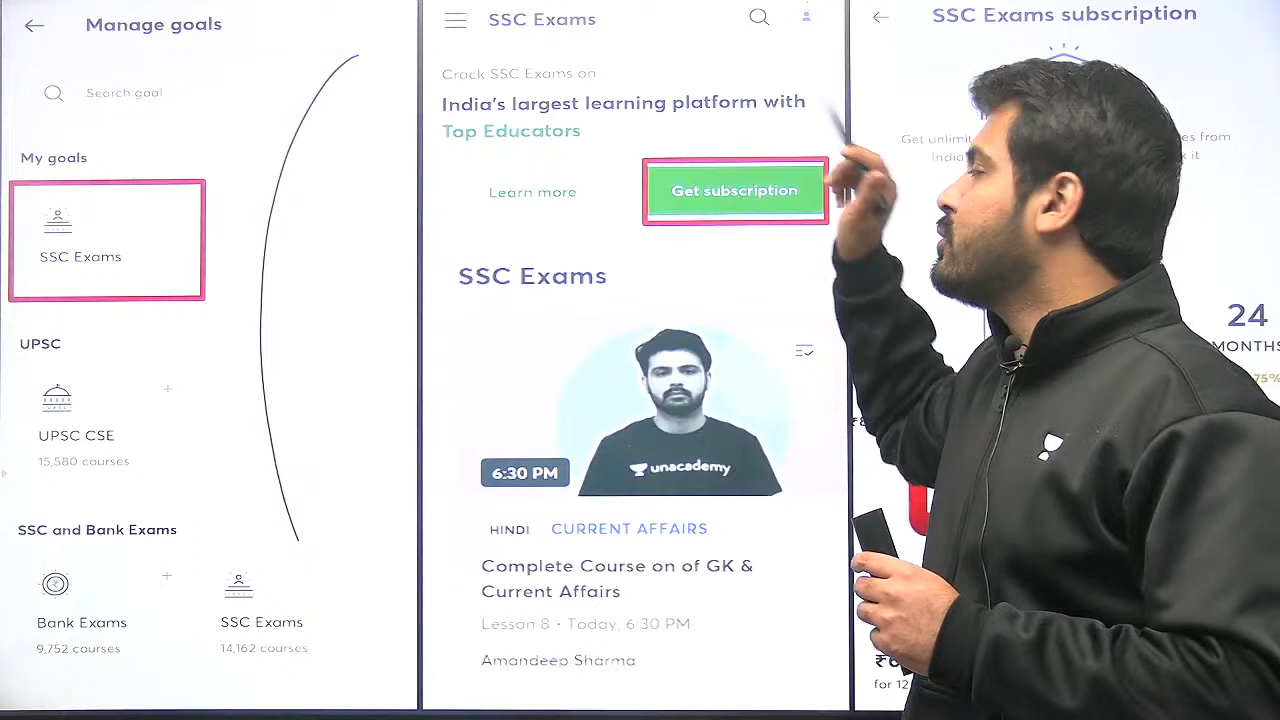 Manage goals
Search goal
My goals
SSC Exams
UPSC
UPSC CSE
15,580 courses
SSC and Bank Exams
Bank Exams
9,752 courses
SSC Exams
14,162 courses
SSC Exams
Crack SSC Exams on
India's largest learning platform with
Top Educators
Learn more
Get subscription
SSC Exams
unacademy
6:30 PM
HINDI CURRENT AFFAIRS
Complete Course on of GK &
Current Affairs
Lesson 8 • Today, 6:30 PM
Amandeep Sharma
SSC Exams subscription
Get
from
it
24
MONTHS
75%
for 12